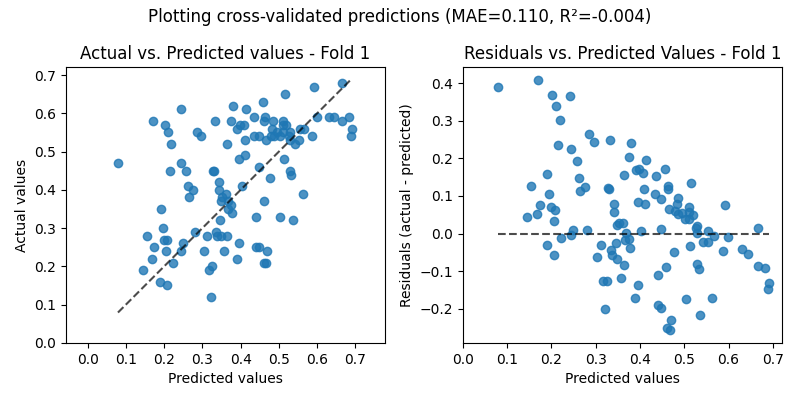 Plotting cross-validated predictions (MAE=0.110, R²=-0.004)
Actual vs. Predicted values - Fold 1
Residuals vs. Predicted Values - Fold 1
Actual values
0.7
0.6
0.5
0.4
0.3
0.2
0.1
0.0
0.0 0.1 0.2 0.3 0.4 0.5 0.6 0.7
Predicted values
Residuals (actual - predicted)
0.4
0.3
0.2
0.1
0.0
−0.1
−0.2
0.0 0.1 0.2 0.3 0.4 0.5 0.6 0.7
Predicted values